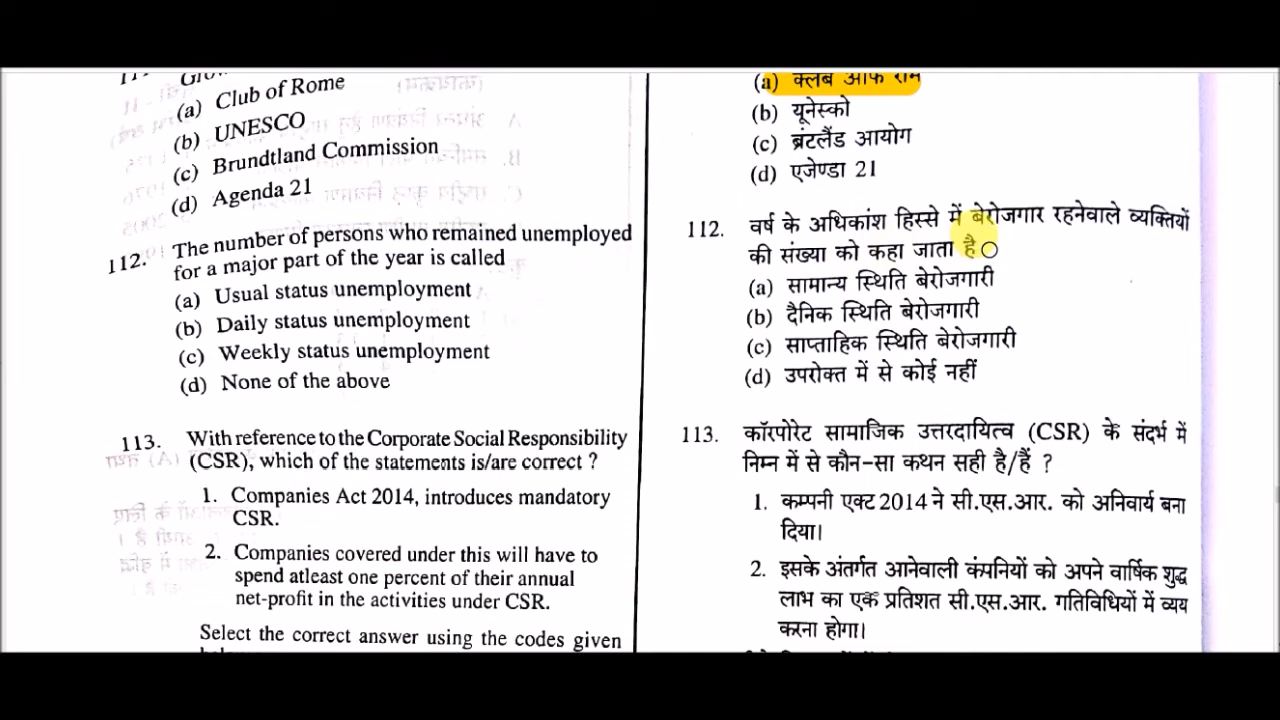 (a) Club of Rome
(b) UNESCO
(c) Brundtland Commission
(d) Agenda 21
112. The number of persons who remained unemployed
for a major part of the year is called
(a) Usual status unemployment
(b) Daily status unemployment
(c) Weekly status unemployment
(d) None of the above
113. With reference to the Corporate Social Responsibility
(CSR), which of the statements is/are correct ?
1. Companies Act 2014, introduces mandatory
CSR.
2. Companies covered under this will have to
spend atleast one percent of their annual
net-profit in the activities under CSR.
Select the correct answer using the codes given
(a) क्लब ऑफ रोम
(b) यूनेस्को
(c) ब्रंटलैंड आयोग
(d) एजेण्डा 21
112. वर्ष के अधिकांश हिस्से में बेरोजगार रहनेवाले व्यक्तियों
की संख्या को कहा जाता है
(a) सामान्य स्थिति बेरोजगारी
(b) दैनिक स्थिति बेरोजगारी
(c) साप्ताहिक स्थिति बेरोजगारी
(d) उपरोक्त में से कोई नहीं
113. कॉरपोरेट सामाजिक उत्तरदायित्व (CSR) के संदर्भ में
निम्न में से कौन-सा कथन सही है/हैं ?
1. कम्पनी एक्ट 2014 ने सी.एस.आर. को अनिवार्य बना
दिया।
2. इसके अंतर्गत आनेवाली कंपनियों को अपने वार्षिक शुद्ध
लाभ का एक प्रतिशत सी.एस.आर. गतिविधियों में व्यय
करना होगा।